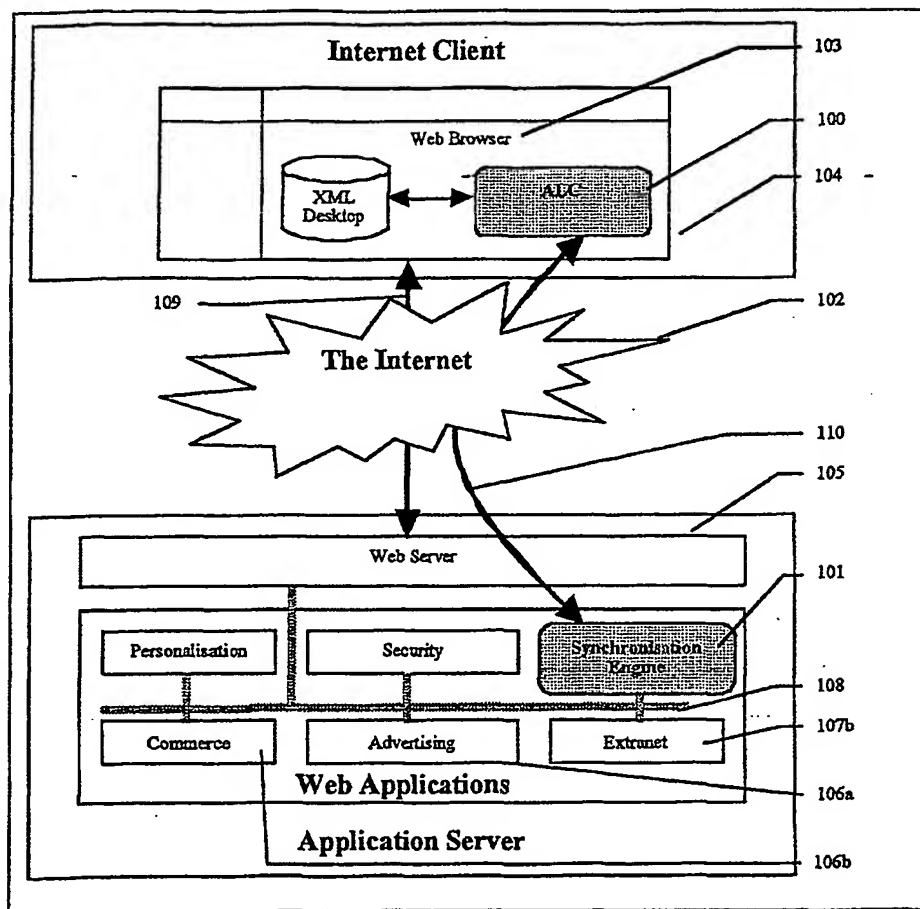 Internet Client
103
Web Browser
100
XML
Desktop
ALC
104
109
102
The Internet
110
105
Web Server
101
Personalisation
Security
Synchronisation
Engine
108
Commerce
Advertising
Extranet
107b
Web Applications
106a
Application Server
106b